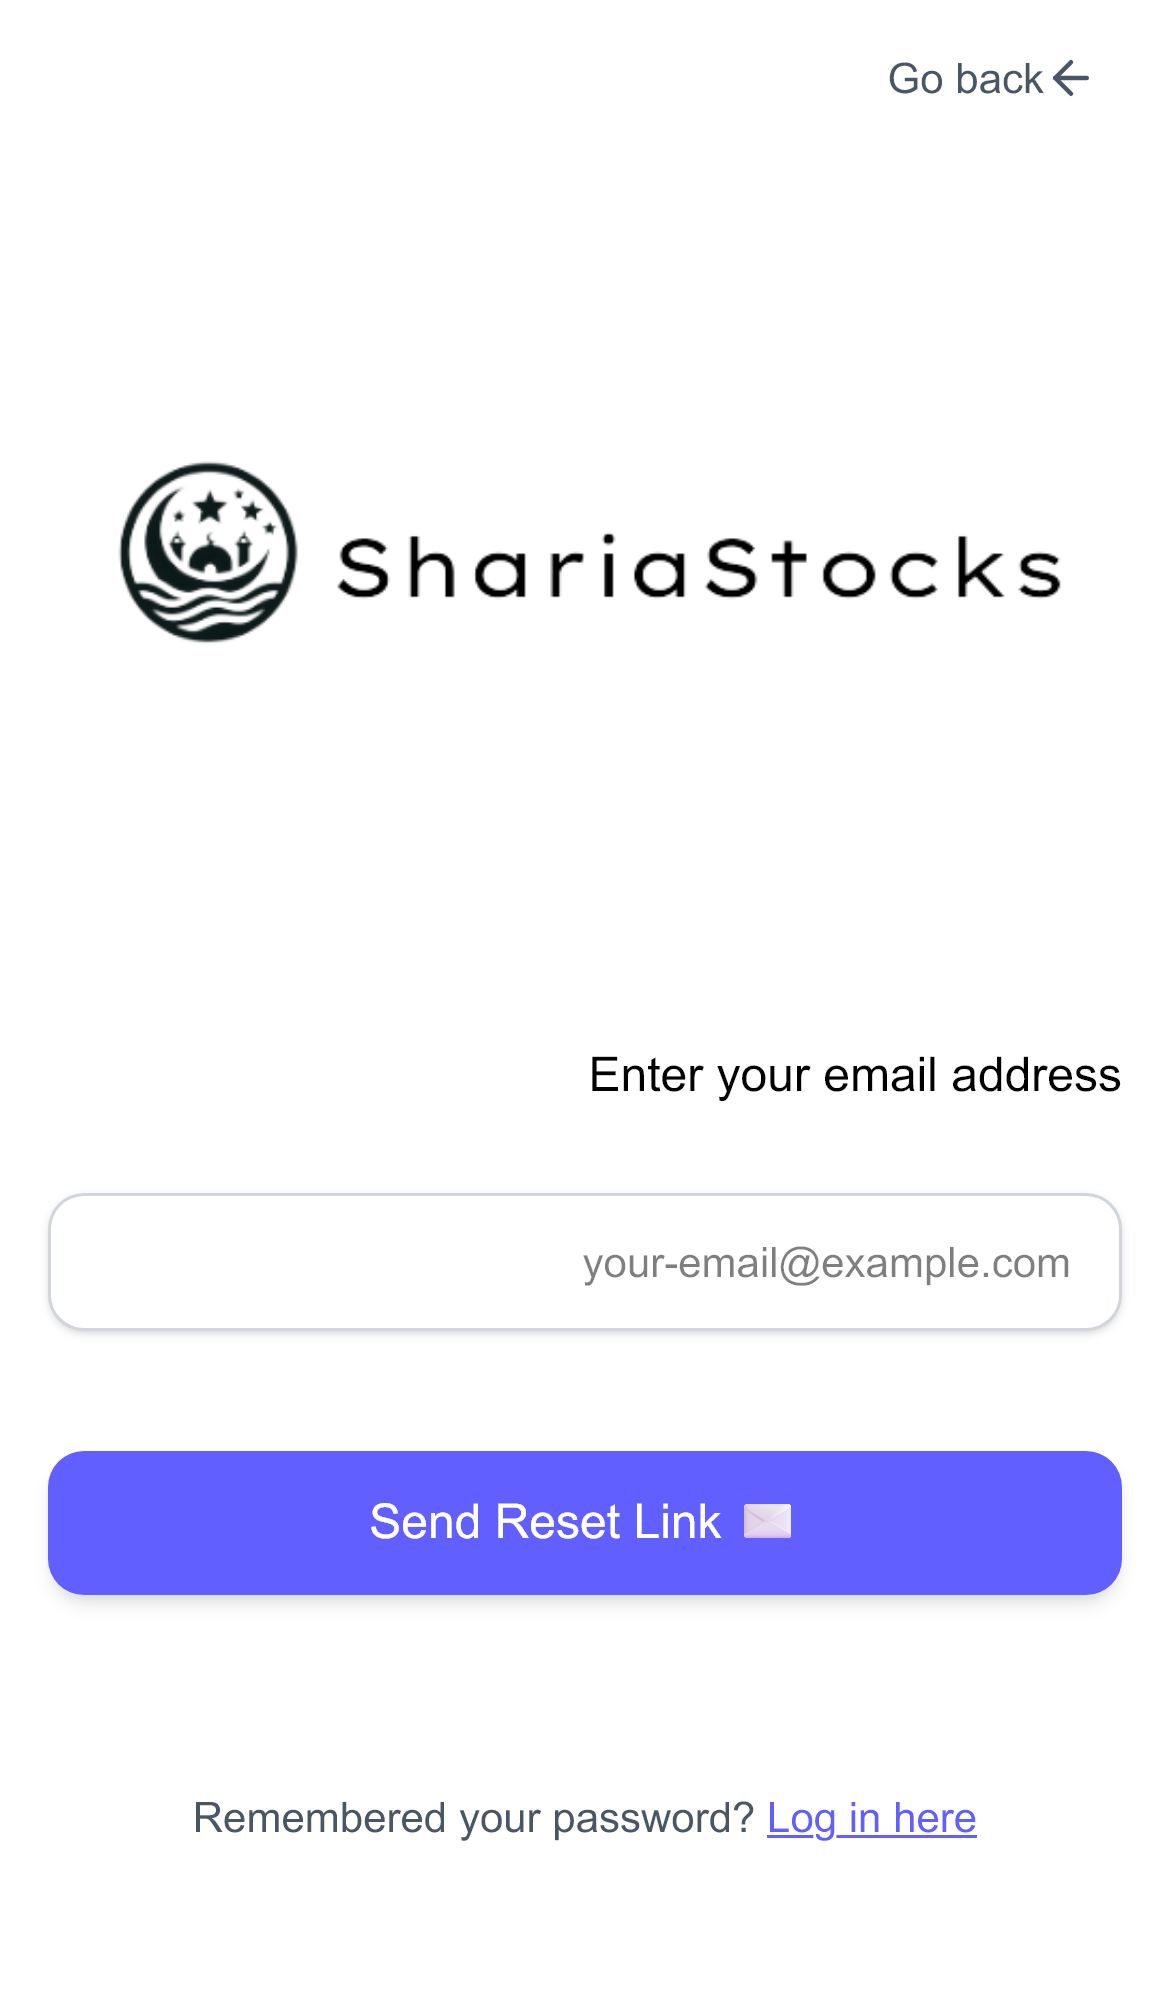 Go back
ShariaStocks
Enter your email address
your-email@example.com
Send Reset Link ✉️
Remembered your password? Log in here